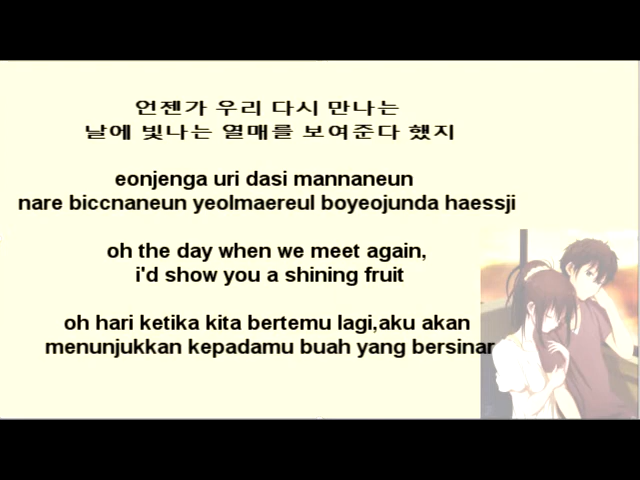 언젠가 우리 다시 만나는
날에 빛나는 열매를 보여준다 했지
eonjenga uri dasi mannaneun
nare biccnaneun yeolmaereul boyeojunda haessji
oh the day when we meet again,
i'd show you a shining fruit
oh hari ketika kita bertemu lagi,aku akan
menunjukkan kepadamu buah yang bersinar